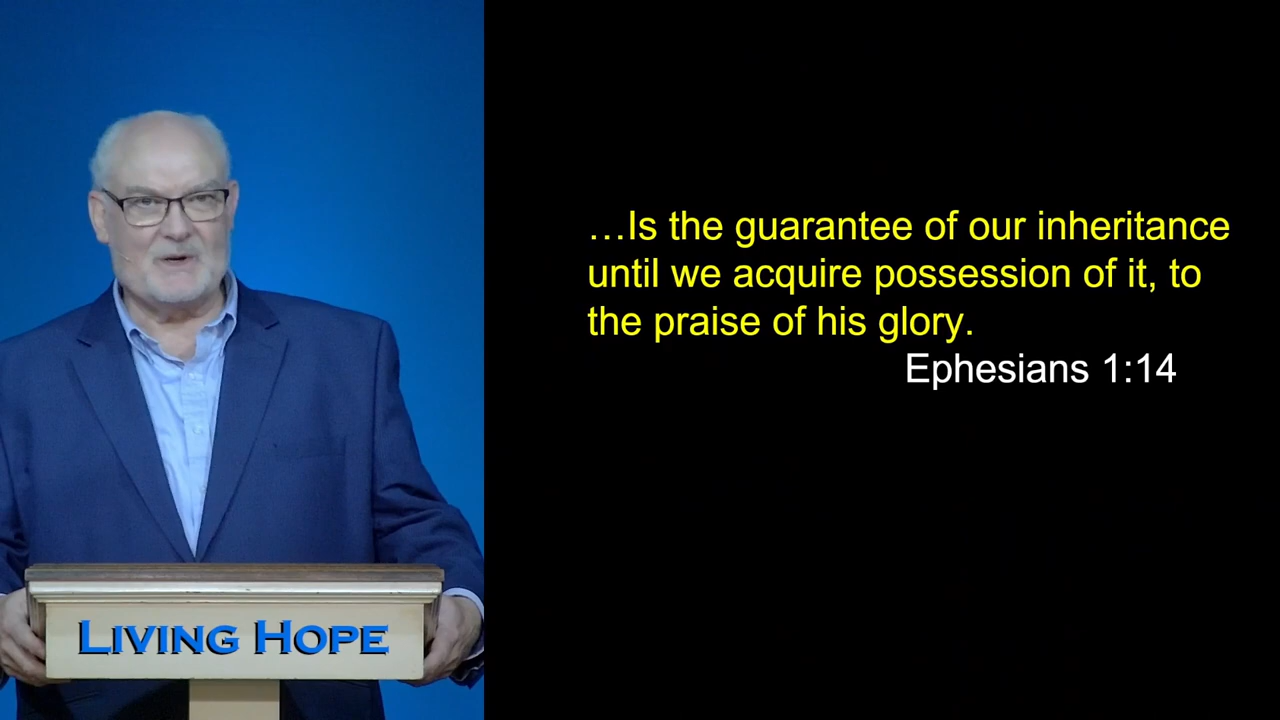 LIVING HOPE
…Is the guarantee of our inheritance
until we acquire possession of it, to
the praise of his glory.
Ephesians 1:14